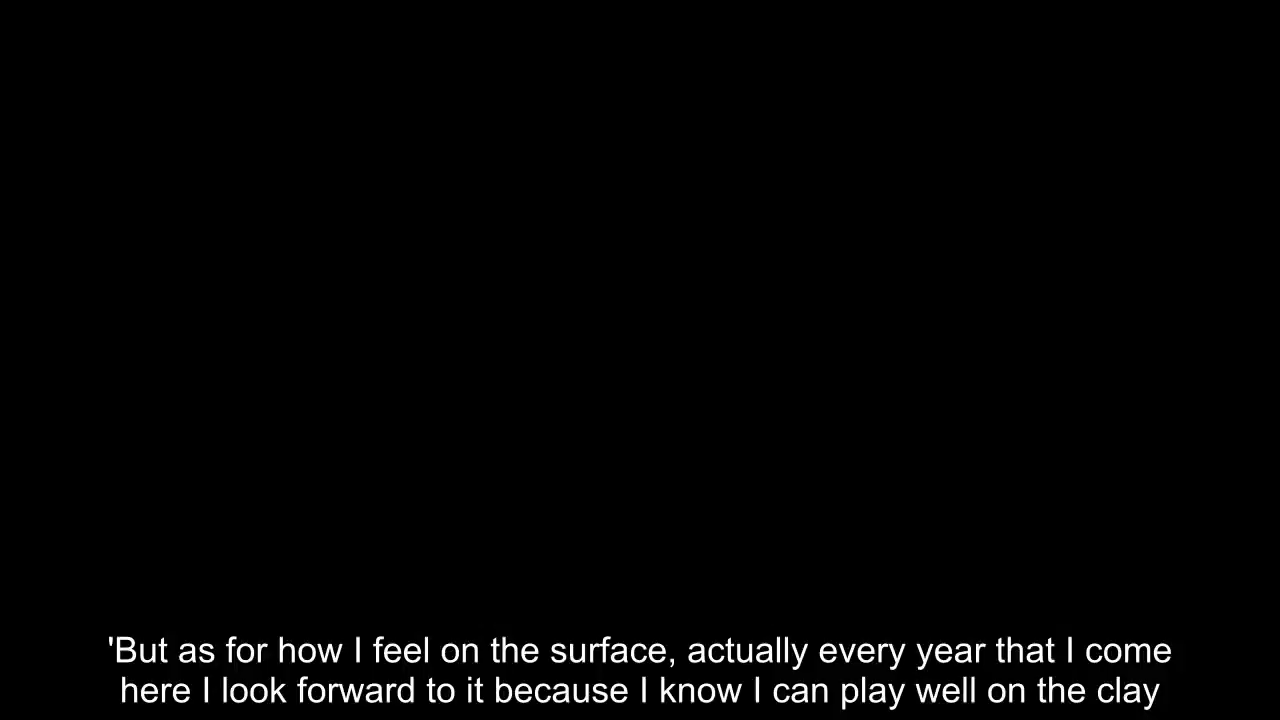 'But as for how I feel on the surface, actually every year that I come
here I look forward to it because I know I can play well on the clay